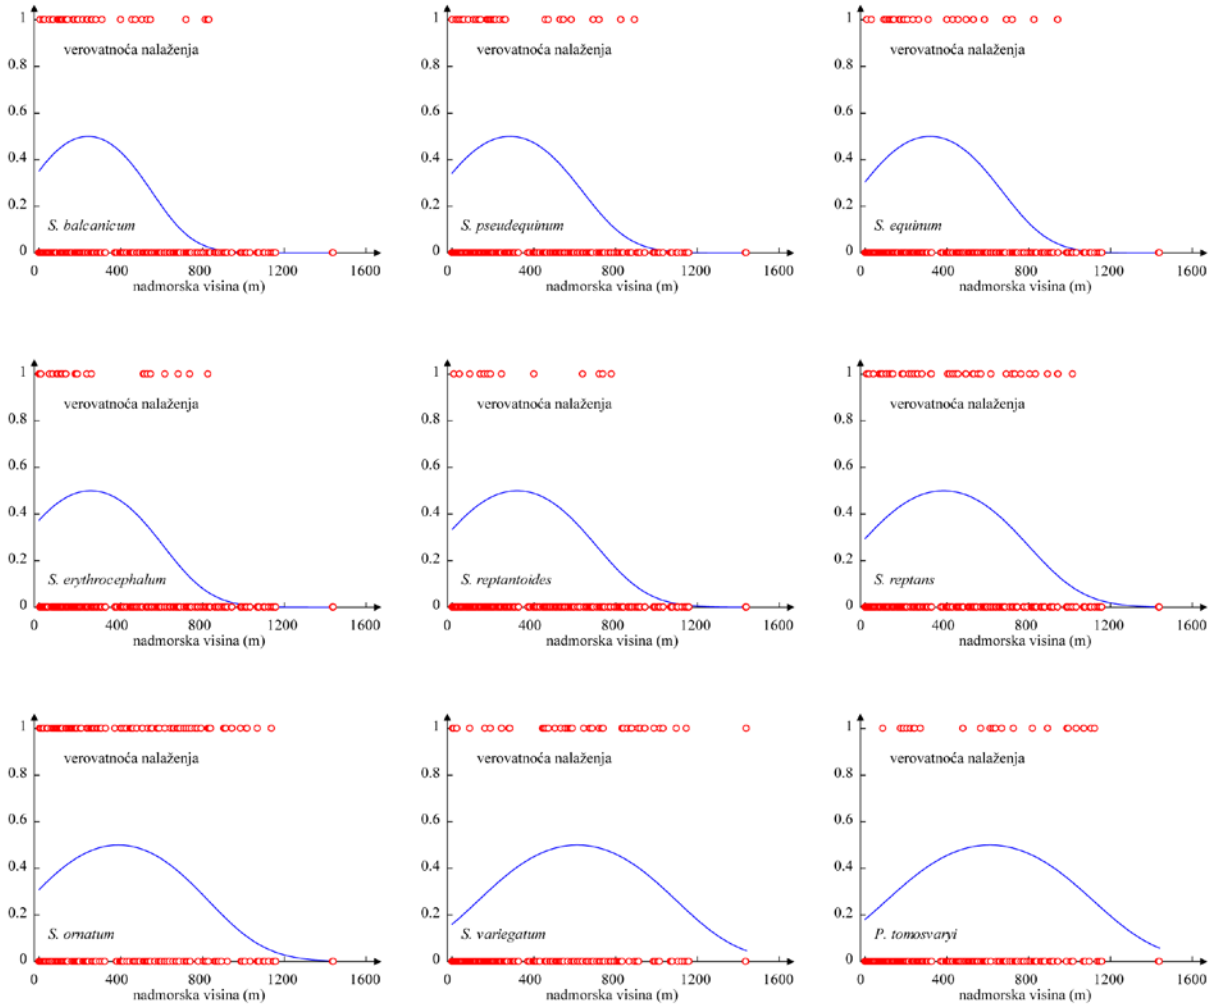 1
verovatnoća nalaženja
0.8
0.6
0.4
0.2
S. balcanicum
0
0 400 800 1200 1600
nadmorska visina (m)
1
verovatnoća nalaženja
0.8
0.6
0.4
0.2
S. pseudequinum
0
0 400 800 1200 1600
nadmorska visina (m)
1
verovatnoća nalaženja
0.8
0.6
0.4
0.2
S. equinum
0
0 400 800 1200 1600
nadmorska visina (m)
1
verovatnoća nalaženja
0.8
0.6
0.4
0.2
S. erythrocephalum
0
0 400 800 1200 1600
nadmorska visina (m)
1
verovatnoća nalaženja
0.8
0.6
0.4
0.2
S. reptantoides
0
0 400 800 1200 1600
nadmorska visina (m)
1
verovatnoća nalaženja
0.8
0.6
0.4
0.2
S. reptans
0
0 400 800 1200 1600
nadmorska visina (m)
1
verovatnoća nalaženja
0.8
0.6
0.4
0.2
S. ornatum
0
0 400 800 1200 1600
nadmorska visina (m)
1
verovatnoća nalaženja
0.8
0.6
0.4
0.2
S. variegatum
0
0 400 800 1200 1600
nadmorska visina (m)
1
verovatnoća nalaženja
0.8
0.6
0.4
0.2
P. tomosvaryi
0
0 400 800 1200 1600
nadmorska visina (m)